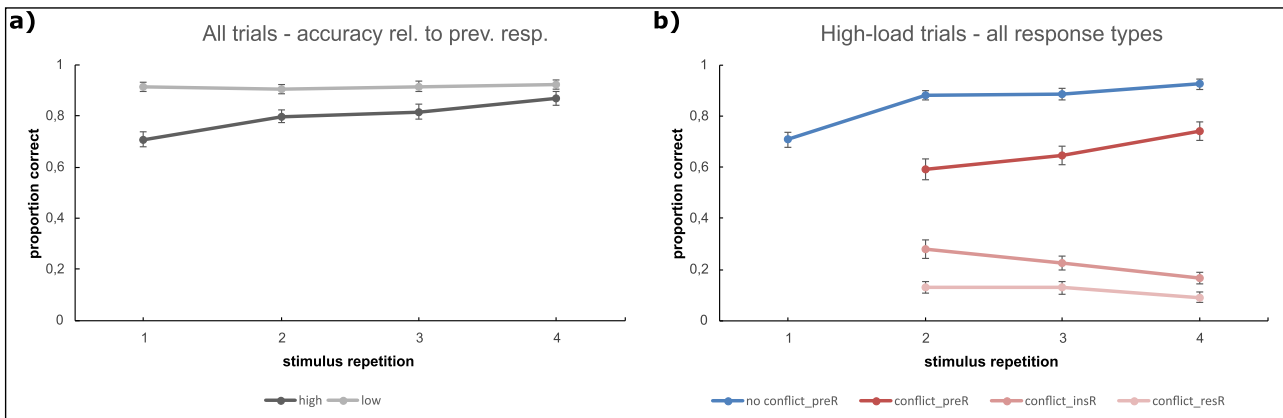 a)
All trials - accuracy rel. to prev. resp.
proportion correct
1
0,8
0,6
0,4
0,2
0
1 2 3 4
stimulus repetition
high low
b)
High-load trials - all response types
proportion correct
1
0,8
0,6
0,4
0,2
0
1 2 3 4
stimulus repetition
no conflict_preR conflict_preR conflict_insR conflict_resR